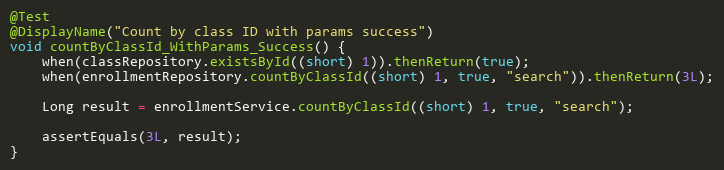 @Test
@DisplayName("Count by class ID with params success")
void countByClassId_WithParams_Success() {
    when(classRepository.existsById((short) 1)).thenReturn(true);
    when(enrollmentRepository.countByClassId((short) 1, true, "search")).thenReturn(3L);

    Long result = enrollmentService.countByClassId((short) 1, true, "search");

    assertEquals(3L, result);
}